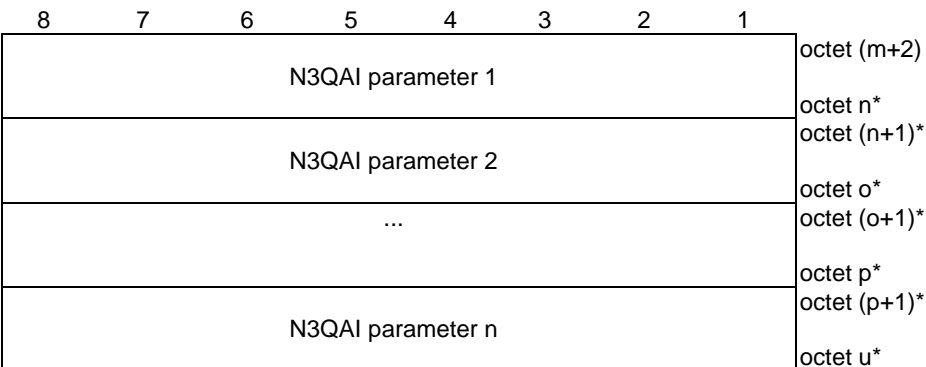 8 7 6 5 4 3 2 1
octet (m+2)
N3QAI parameter 1
octet n*
octet (n+1)*
N3QAI parameter 2
octet o*
... octet (o+1)*
octet p*
octet (p+1)*
N3QAI parameter n
octet u*